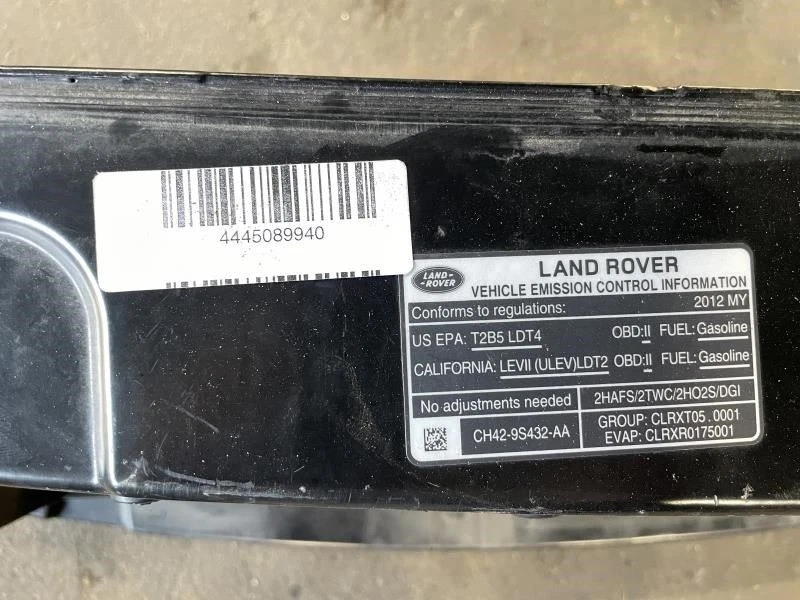 4445089940
LAND-
-ROVER
LAND ROVER
VEHICLE EMISSION CONTROL INFORMATION
Conforms to regulations: 2012 MY
US EPA: T2B5 LDT4 OBD:II FUEL: Gasoline
CALIFORNIA: LEVII (ULEV)LDT2 OBD:II FUEL: Gasoline
No adjustments needed 2HAFS/2TWC/2HO2S/DGI
CH42-9S432-AA
GROUP: CLRXT05.0001
EVAP: CLRXR0175001